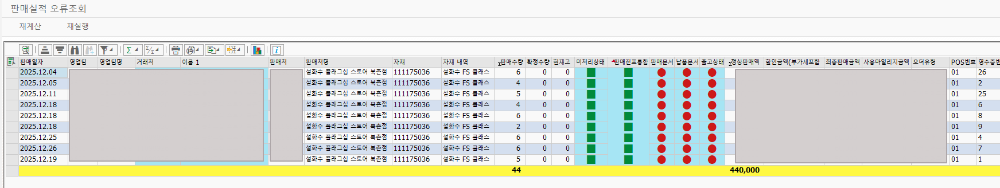 판매실적 오류조회
재계산 재실행
판매일자 영업팀 영업팀명 거래처 이름 1 판매처 판매처명 자재 자재 내역 Σ판매수량 확정수량 현재고 미처리상태 판매전표통합 판매문서 납품문서 출고상태 Σ정상판매액 할인금액(부가세포함 최종판매금액 사용마일리지금액 오더유형 POS번호 영수증번
2025.12.04 설화수 플래그십 스토어 북촌점 111175036 설화수 FS 클래스 6 0 0 01 26
2025.12.05 설화수 플래그십 스토어 북촌점 111175036 설화수 FS 클래스 4 0 0 01 2
2025.12.11 설화수 플래그십 스토어 북촌점 111175036 설화수 FS 클래스 5 0 0 01 25
2025.12.18 설화수 플래그십 스토어 북촌점 111175036 설화수 FS 클래스 4 0 0 01 6
2025.12.18 설화수 플래그십 스토어 북촌점 111175036 설화수 FS 클래스 6 0 0 01 8
2025.12.18 설화수 플래그십 스토어 북촌점 111175036 설화수 FS 클래스 2 0 0 01 9
2025.12.25 설화수 플래그십 스토어 북촌점 111175036 설화수 FS 클래스 6 0 0 01 4
2025.12.26 설화수 플래그십 스토어 북촌점 111175036 설화수 FS 클래스 6 0 0 01 7
2025.12.19 설화수 플래그십 스토어 북촌점 111175036 설화수 FS 클래스 5 0 0 01 1
44 440,000